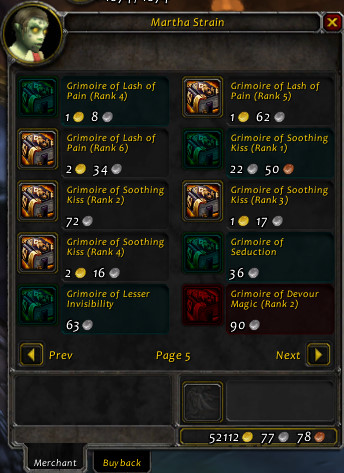 Martha Strain
Grimoire of Lash of
Pain (Rank 4)
1 8
Grimoire of Lash of
Pain (Rank 5)
1 62
Grimoire of Lash of
Pain (Rank 6)
2 34
Grimoire of Soothing
Kiss (Rank 1)
22 50
Grimoire of Soothing
Kiss (Rank 2)
72
Grimoire of Soothing
Kiss (Rank 3)
1 17
Grimoire of Soothing
Kiss (Rank 4)
2 16
Grimoire of
Seduction
36
Grimoire of Lesser
Invisibility
63
Grimoire of Devour
Magic (Rank 2)
90
Prev Page 5 Next
52112 77 78
Merchant Buyback